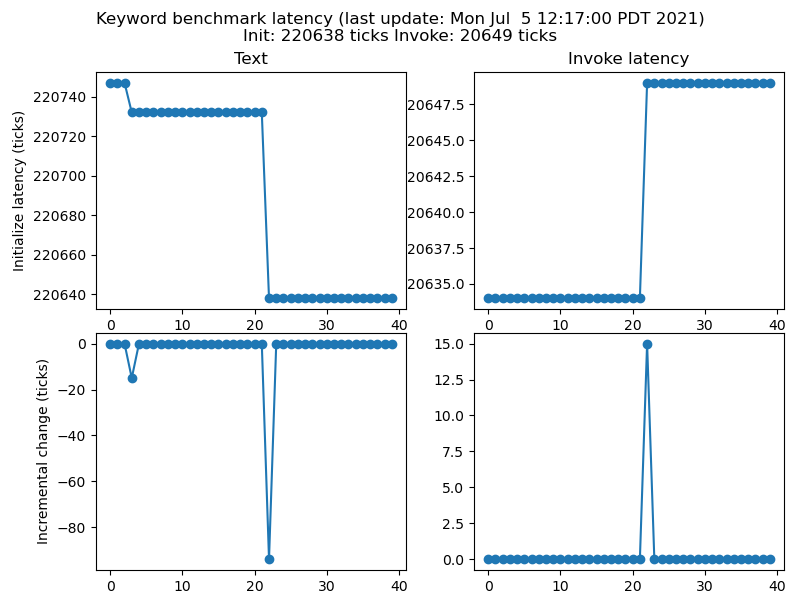 Keyword benchmark latency (last update: Mon Jul  5 12:17:00 PDT 2021)
Init: 220638 ticks Invoke: 20649 ticks
Text
Invoke latency
Initialize latency (ticks)
220740
220720
220700
220680
220660
220640
0 10 20 30 40
20647.5
20645.0
20642.5
20640.0
20637.5
20635.0
0 10 20 30 40
Incremental change (ticks)
0
−20
−40
−60
−80
0 10 20 30 40
15.0
12.5
10.0
7.5
5.0
2.5
0.0
0 10 20 30 40